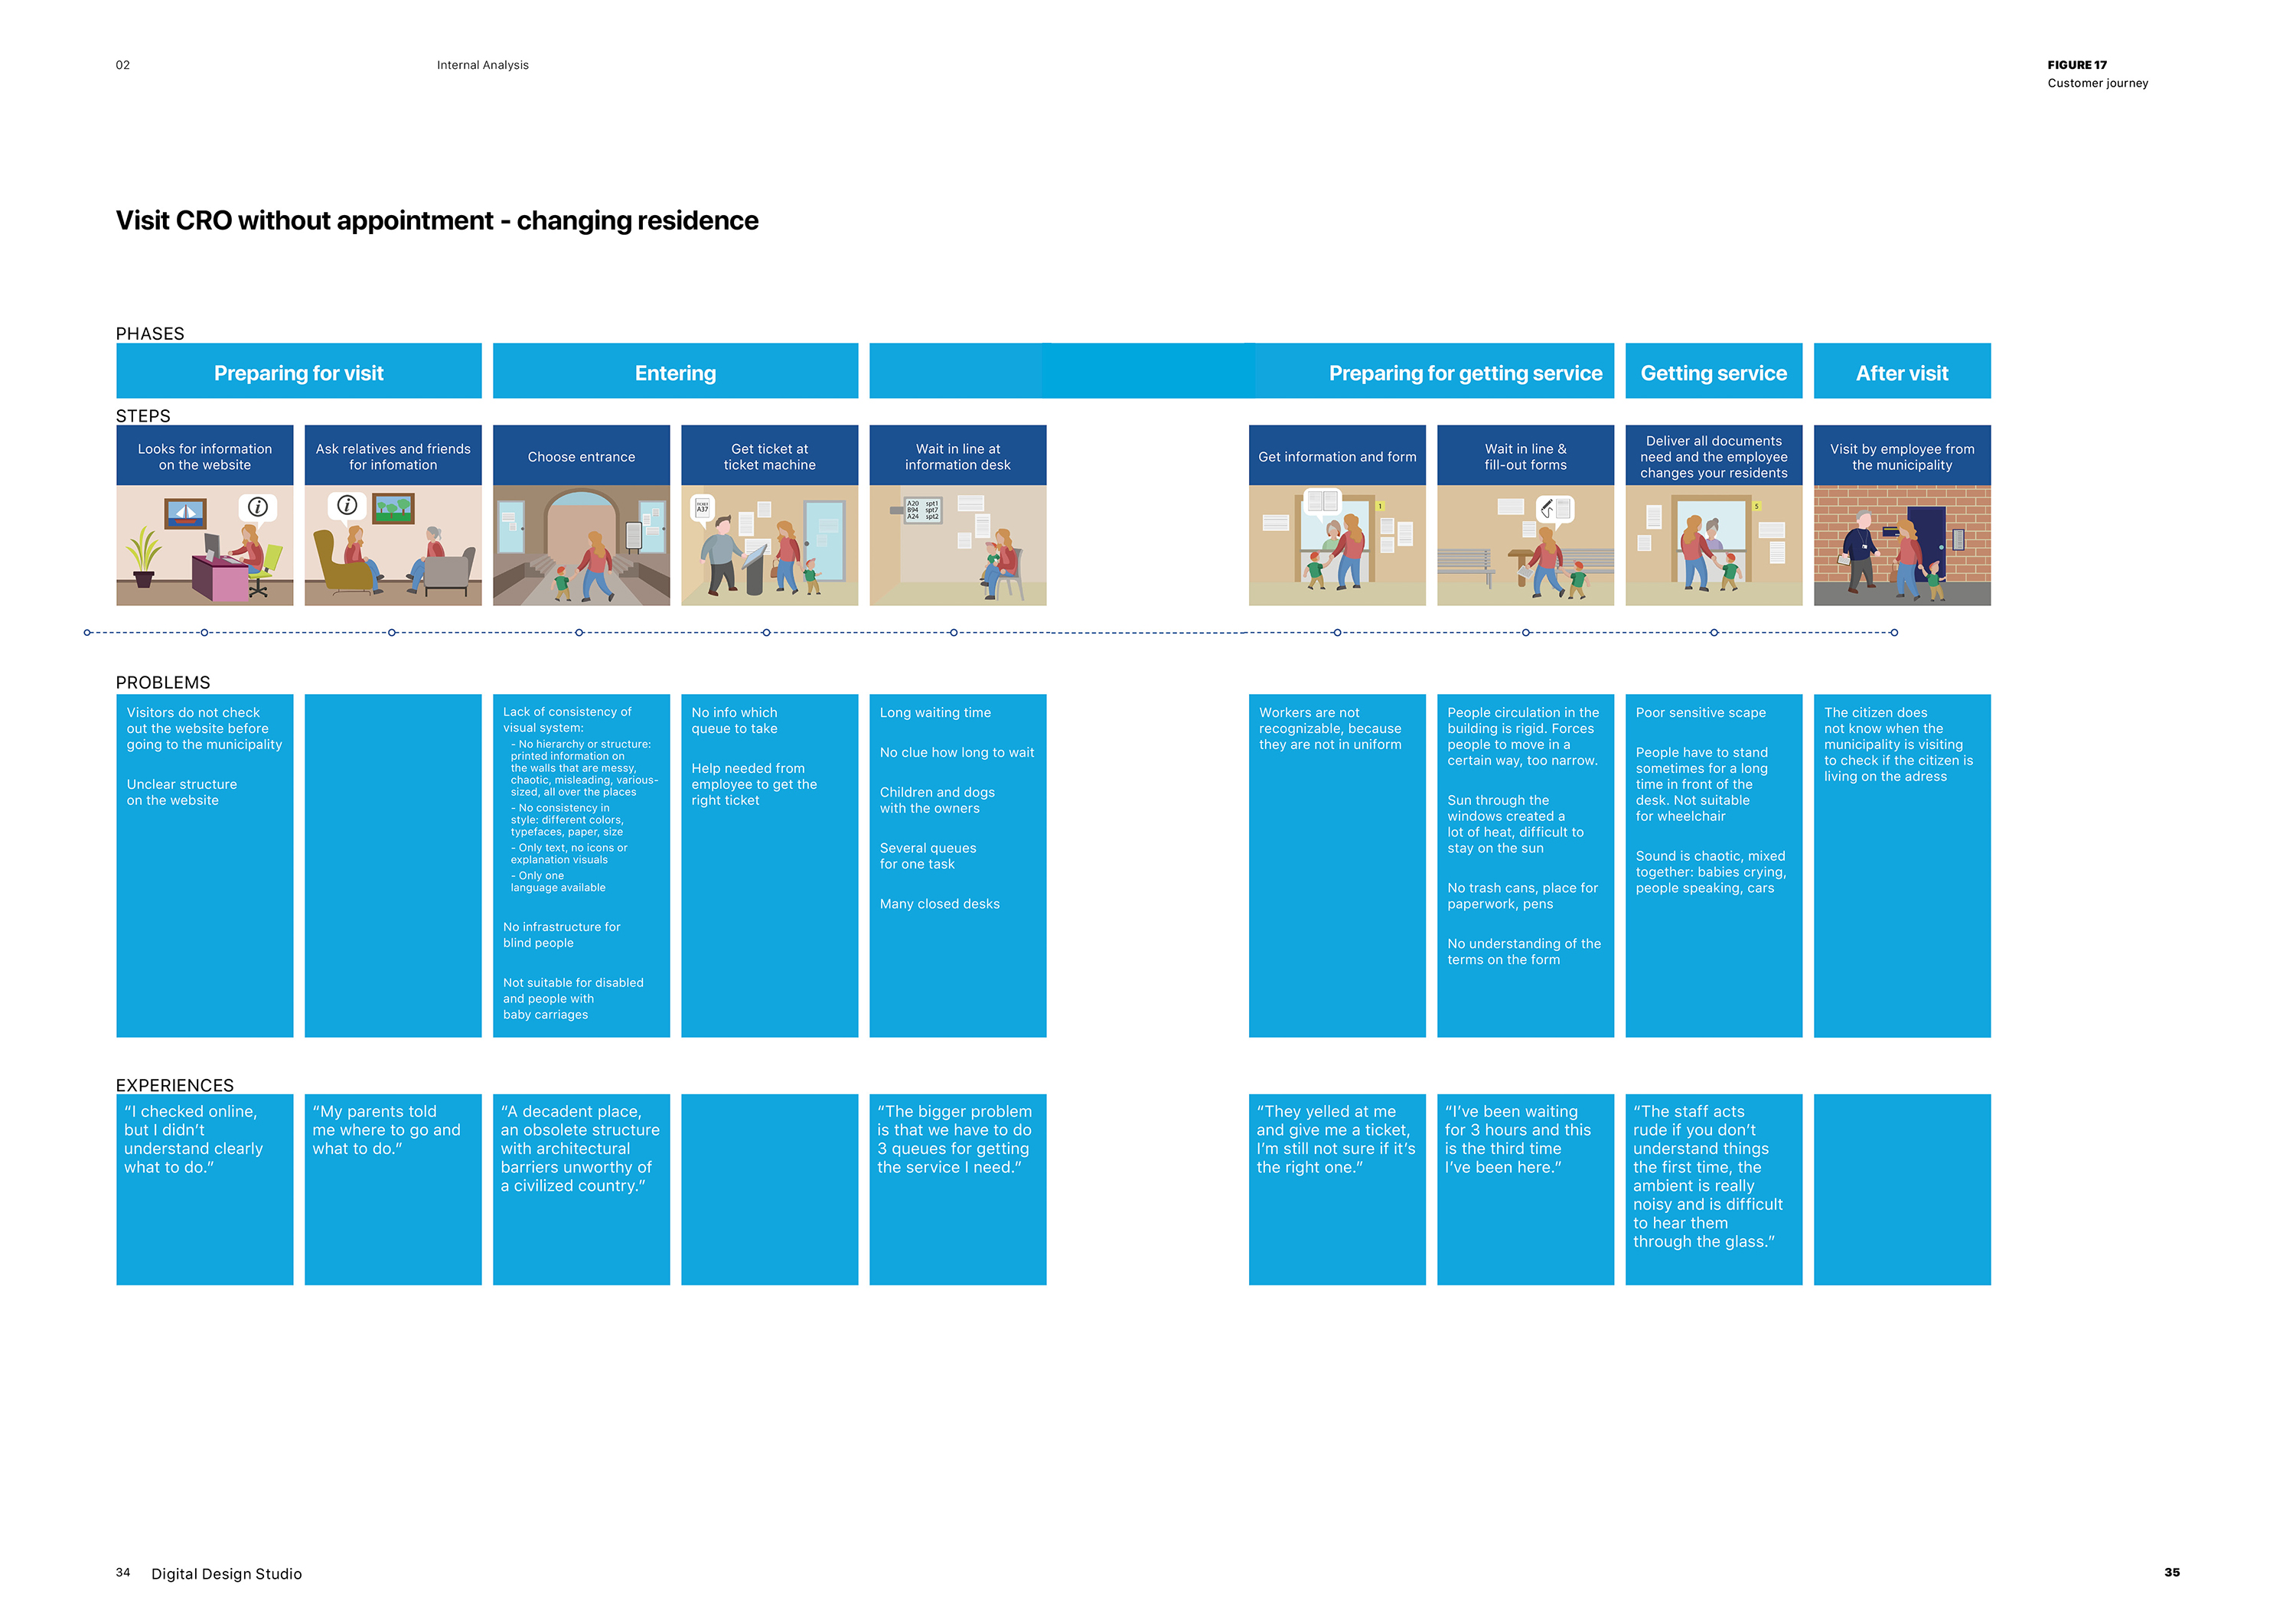 02
Internal Analysis
FIGURE 17
Customer journey
Visit CRO without appointment - changing residence
PHASES
Preparing for visit
Entering
Preparing for getting service
Getting service
After visit
STEPS
Looks for information
on the website
Ask relatives and friends
for infomation
Choose entrance
Get ticket at
ticket machine
Wait in line at
information desk
Get information and form
Wait in line &
fill-out forms
Deliver all documents
need and the employee
changes your residents
Visit by employee from
the municipality
A37
A20 spt1
B94 spt7
A24 spt2
1
5
PROBLEMS
Visitors do not check
out the website before
going to the municipality
Unclear structure
on the website
Lack of consistency of
visual system:
- No hierarchy or structure:
printed information on
the walls that are messy,
chaotic, misleading, various-
sized, all over the places
- No consistency in
style: different colors,
typefaces, paper, size
- Only text, no icons or
explanation visuals
- Only one
language available
No infrastructure for
blind people
Not suitable for disabled
and people with
baby carriages
No info which
queue to take
Help needed from
employee to get the
right ticket
Long waiting time
No clue how long to wait
Children and dogs
with the owners
Several queues
for one task
Many closed desks
Workers are not
recognizable, because
they are not in uniform
People circulation in the
building is rigid. Forces
people to move in a
certain way, too narrow.
Sun through the
windows created a
lot of heat, difficult to
stay on the sun
No trash cans, place for
paperwork, pens
No understanding of the
terms on the form
Poor sensitive scape
People have to stand
sometimes for a long
time in front of the
desk. Not suitable
for wheelchair
Sound is chaotic, mixed
together: babies crying,
people speaking, cars
The citizen does
not know when the
municipality is visiting
to check if the citizen is
living on the adress
EXPERIENCES
“I checked online,
but I didn’t
understand clearly
what to do.”
“My parents told
me where to go and
what to do.”
“A decadent place,
an obsolete structure
with architectural
barriers unworthy of
a civilized country.”
“The bigger problem
is that we have to do
3 queues for getting
the service I need.”
“They yelled at me
and give me a ticket,
I’m still not sure if it’s
the right one.”
“I’ve been waiting
for 3 hours and this
is the third time
I’ve been here.”
“The staff acts
rude if you don’t
understand things
the first time, the
ambient is really
noisy and is difficult
to hear them
through the glass.”
34
Digital Design Studio
35